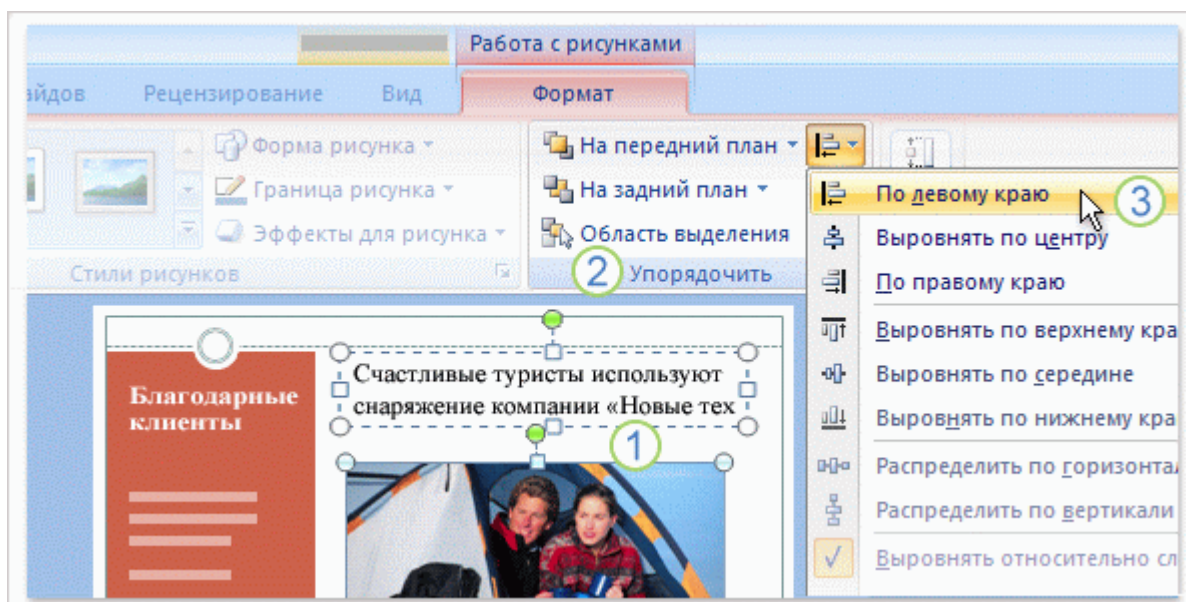 Работа с рисунками
айдов Рецензирование Вид Формат
Форма рисунка
Граница рисунка
Эффекты для рисунка
Стили рисунков
На передний план
На задний план
Область выделения
2 Упорядочить
По левому краю 3
Выровнять по центру
По правому краю
Выровнять по верхнему кра
Выровнять по середине
Выровнять по нижнему кра
Распределить по горизонта
Распределить по вертикали
Выровнять относительно сл
Благодарные
клиенты
Счастливые туристы используют
снаряжение компании «Новые тех
1